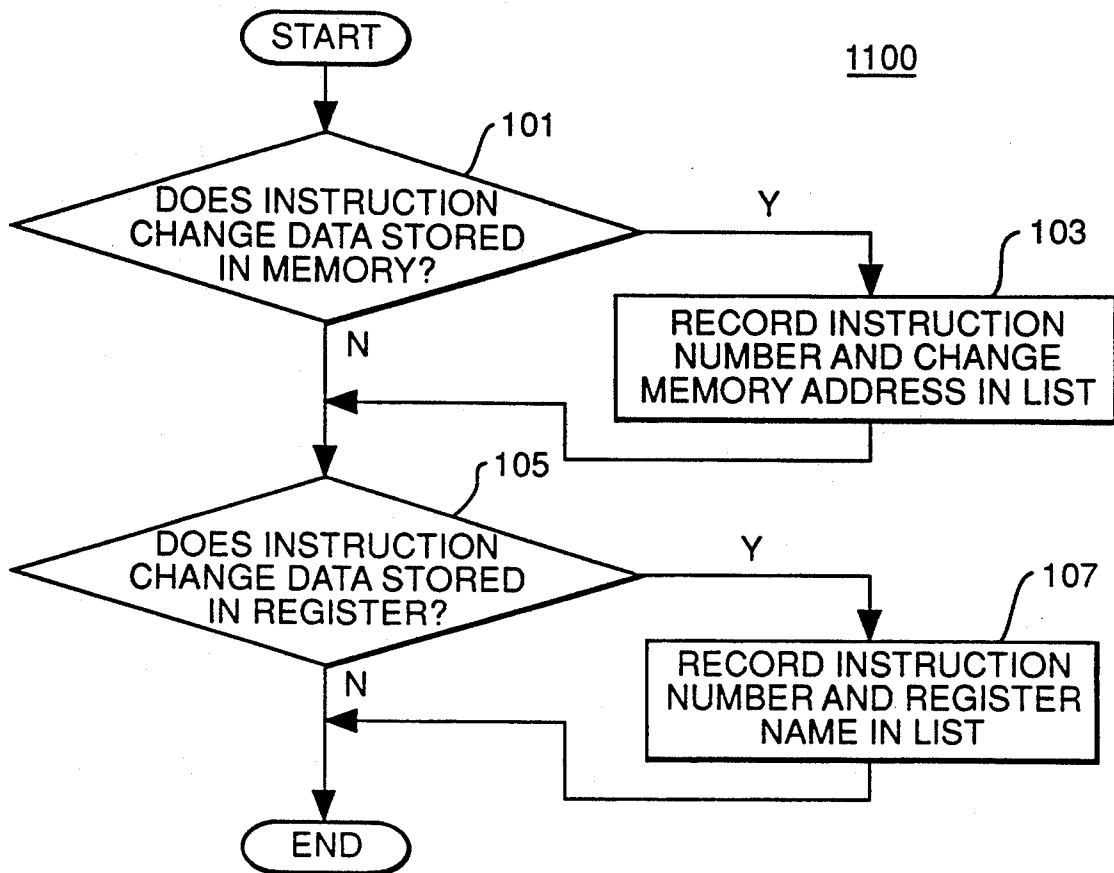 START
1100
101
DOES INSTRUCTION
CHANGE DATA STORED
IN MEMORY?
Y
103
RECORD INSTRUCTION
NUMBER AND CHANGE
MEMORY ADDRESS IN LIST
N
105
DOES INSTRUCTION
CHANGE DATA STORED
IN REGISTER?
Y
107
RECORD INSTRUCTION
NUMBER AND REGISTER
NAME IN LIST
N
END